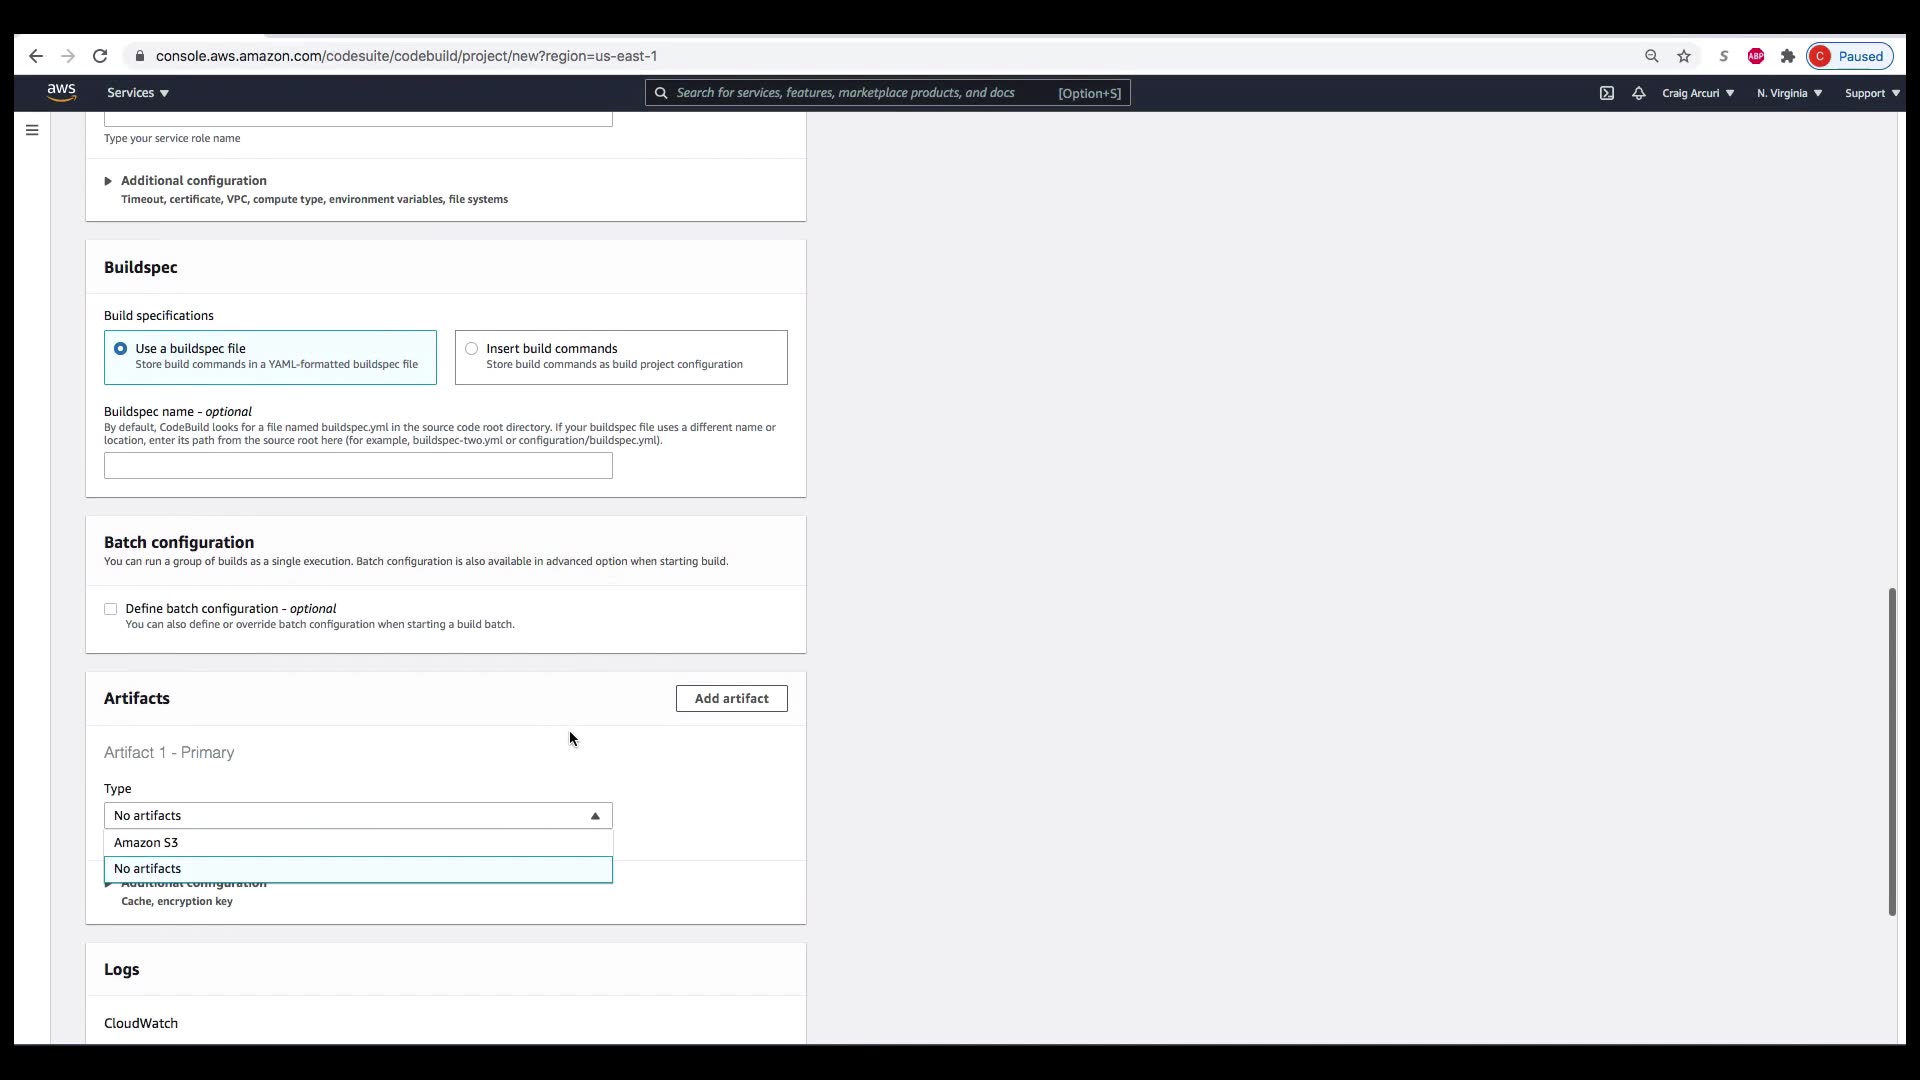 console.aws.amazon.com/codesuite/codebuild/project/new?region=us-east-1
S
ABP
C Paused
aws
Services
Search for services, features, marketplace products, and docs
[Option+S]
Craig Arcuri
N. Virginia
Support
Type your service role name
Additional configuration
Timeout, certificate, VPC, compute type, environment variables, file systems
Buildspec
Build specifications
Use a buildspec file
Store build commands in a YAML-formatted buildspec file
Insert build commands
Store build commands as build project configuration
Buildspec name - optional
By default, CodeBuild looks for a file named buildspec.yml in the source code root directory. If your buildspec file uses a different name or
location, enter its path from the source root here (for example, buildspec-two.yml or configuration/buildspec.yml).
Batch configuration
You can run a group of builds as a single execution. Batch configuration is also available in advanced option when starting build.
Define batch configuration - optional
You can also define or override batch configuration when starting a build batch.
Artifacts
Add artifact
Artifact 1 - Primary
Type
No artifacts
Amazon S3
No artifacts
Additional configuration
Cache, encryption key
Logs
CloudWatch